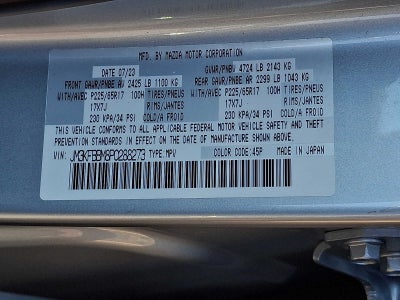 MFD. BY MAZDA MOTOR CORPORATION
DATE 07/23 GVWR/PNBV 4724 LB 2143 KG
FRONT GAWR/PNBE AV 2425 LB 1100 KG REAR GAWR/PNBE AR 2299 LB 1043 KG
WITH/AVEC P225/65R17 100H TIRES/PNEUS WITH/AVEC P225/65R17 100H TIRES/PNEUS
17X7J RIMS/JANTES 17X7J RIMS/JANTES
230 KPA/34 PSI COLD/A FROID 230 KPA/34 PSI COLD/A FROID
THIS VEHICLE CONFORMS TO ALL APPLICABLE FEDERAL MOTOR VEHICLE SAFETY AND THEFT
PREVENTION STANDARDS IN EFFECT ON THE DATE OF MANUFACTURE SHOWN ABOVE.
VIN: JM3KFBBM8P0288273 TYPE: MPV COLOR CODE: 45P MADE IN JAPAN